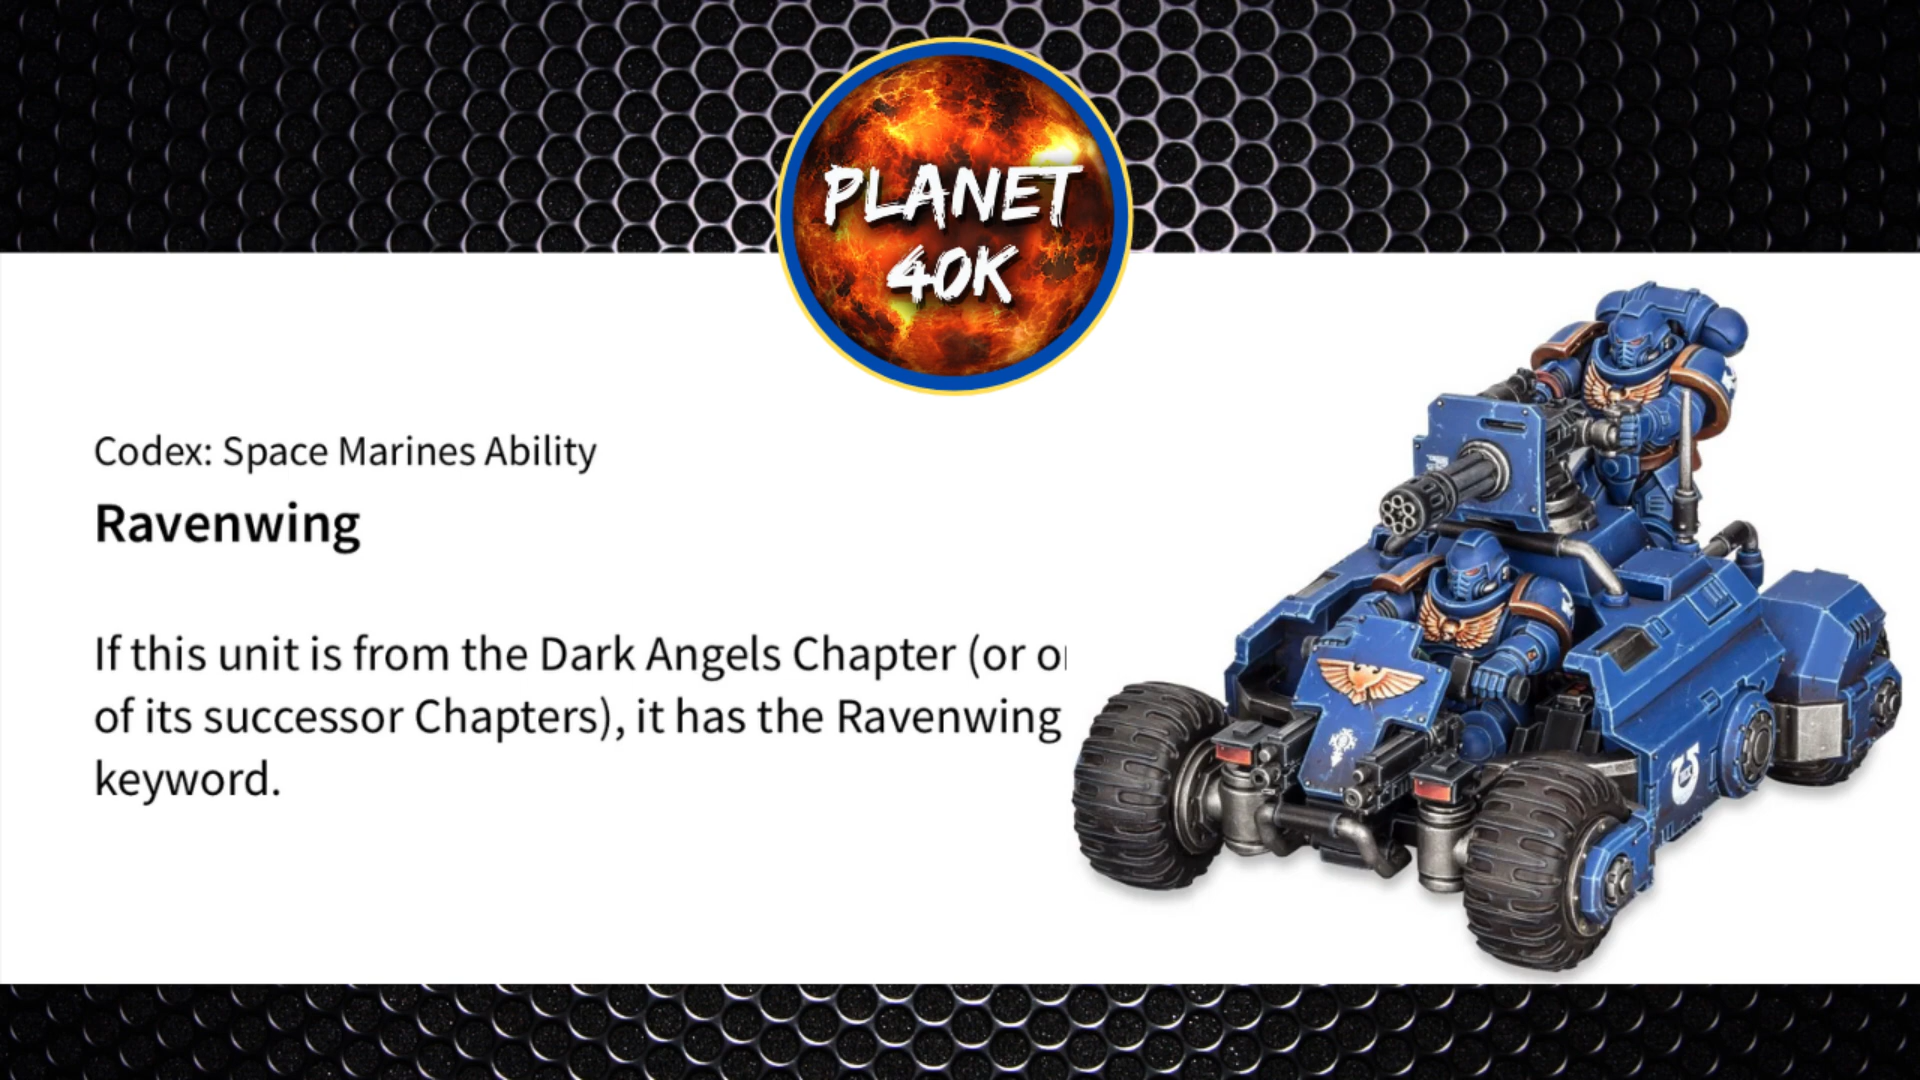 PLANET
40K
Codex: Space Marines Ability
Ravenwing
If this unit is from the Dark Angels Chapter (or
of its successor Chapters), it has the Ravenwing
keyword.